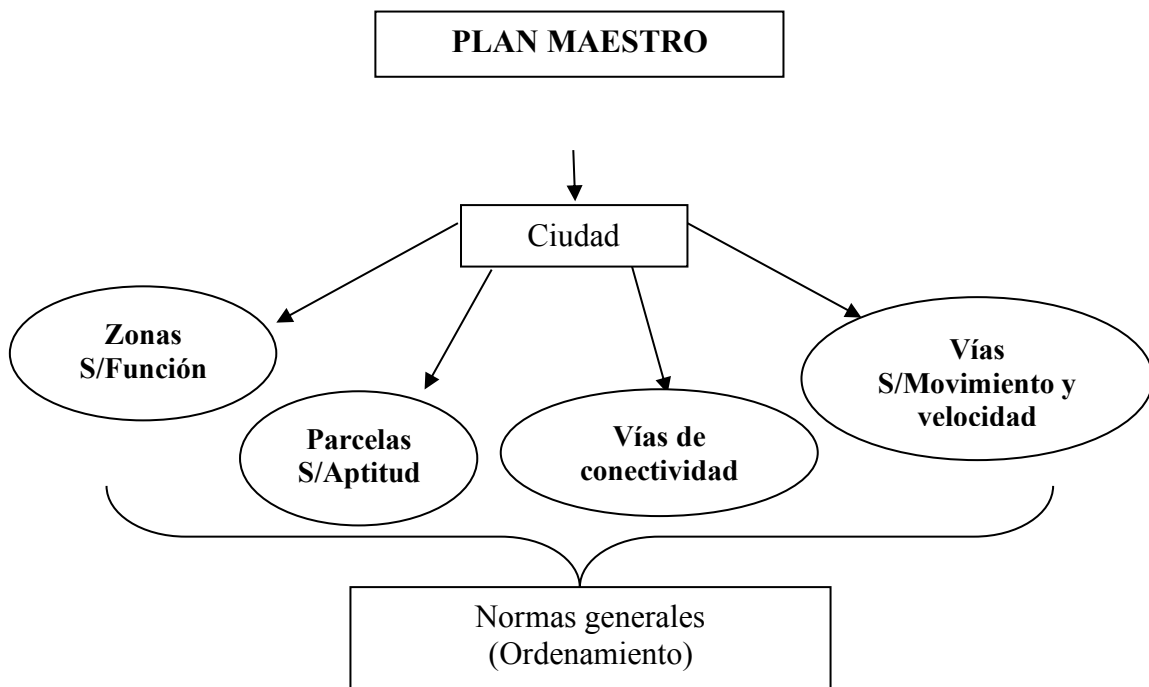 PLAN MAESTRO
Ciudad
Zonas
S/Función
Parcelas
S/Aptitud
Vías de
conectividad
Vías
S/Movimiento y
velocidad
Normas generales
(Ordenamiento)